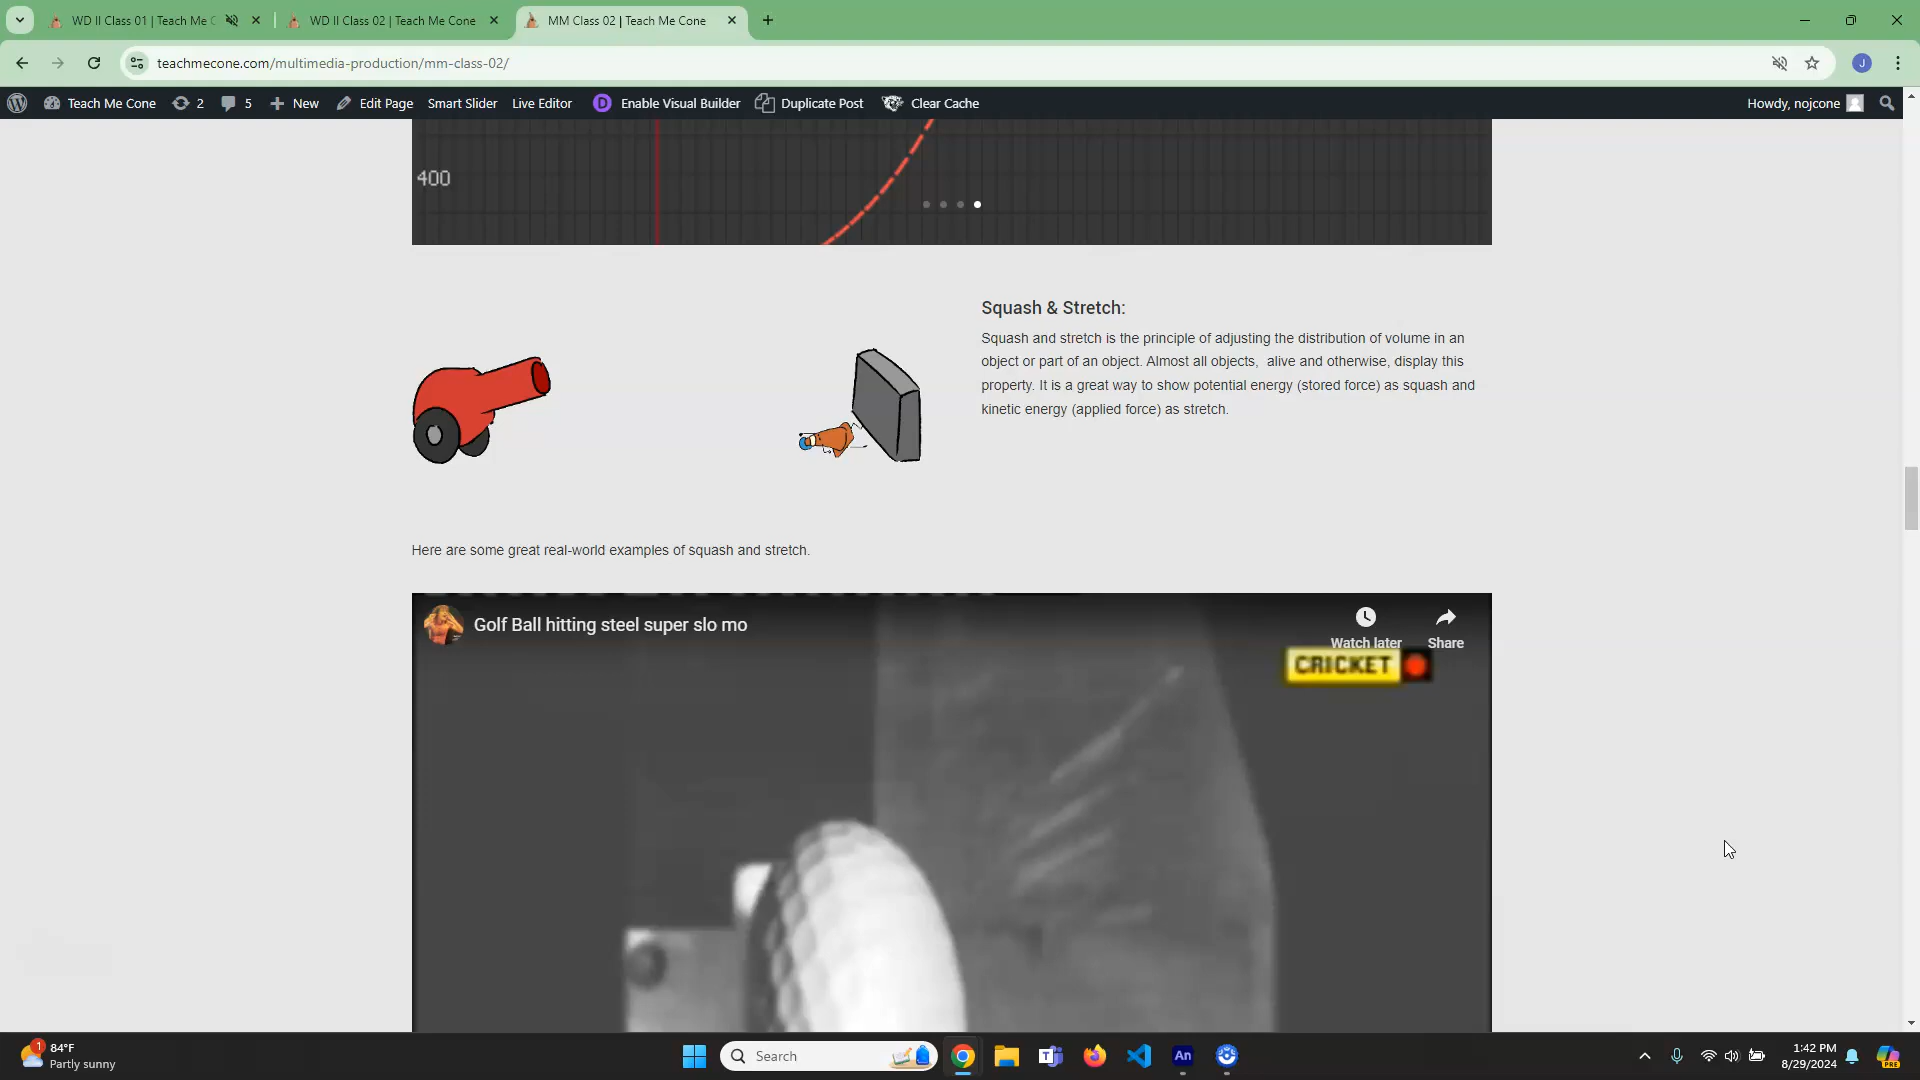 WD II Class 01 | Teach Me C
WD II Class 02 | Teach Me Cone
MM Class 02 | Teach Me Cone
teachmecone.com/multimedia-production/mm-class-02/
J
Teach Me Cone
2
5
New
Edit Page
Smart Slider
Live Editor
D
Enable Visual Builder
Duplicate Post
Clear Cache
Howdy, nojcone
400
Squash & Stretch:
Squash and stretch is the principle of adjusting the distribution of volume in an
object or part of an object. Almost all objects,  alive and otherwise, display this
property. It is a great way to show potential energy (stored force) as squash and
kinetic energy (applied force) as stretch.
Here are some great real-world examples of squash and stretch.
Golf Ball hitting steel super slo mo
Watch later
Share
CRICKET
1
84°F
Partly sunny
Search
An
1:42 PM
8/29/2024
PRE